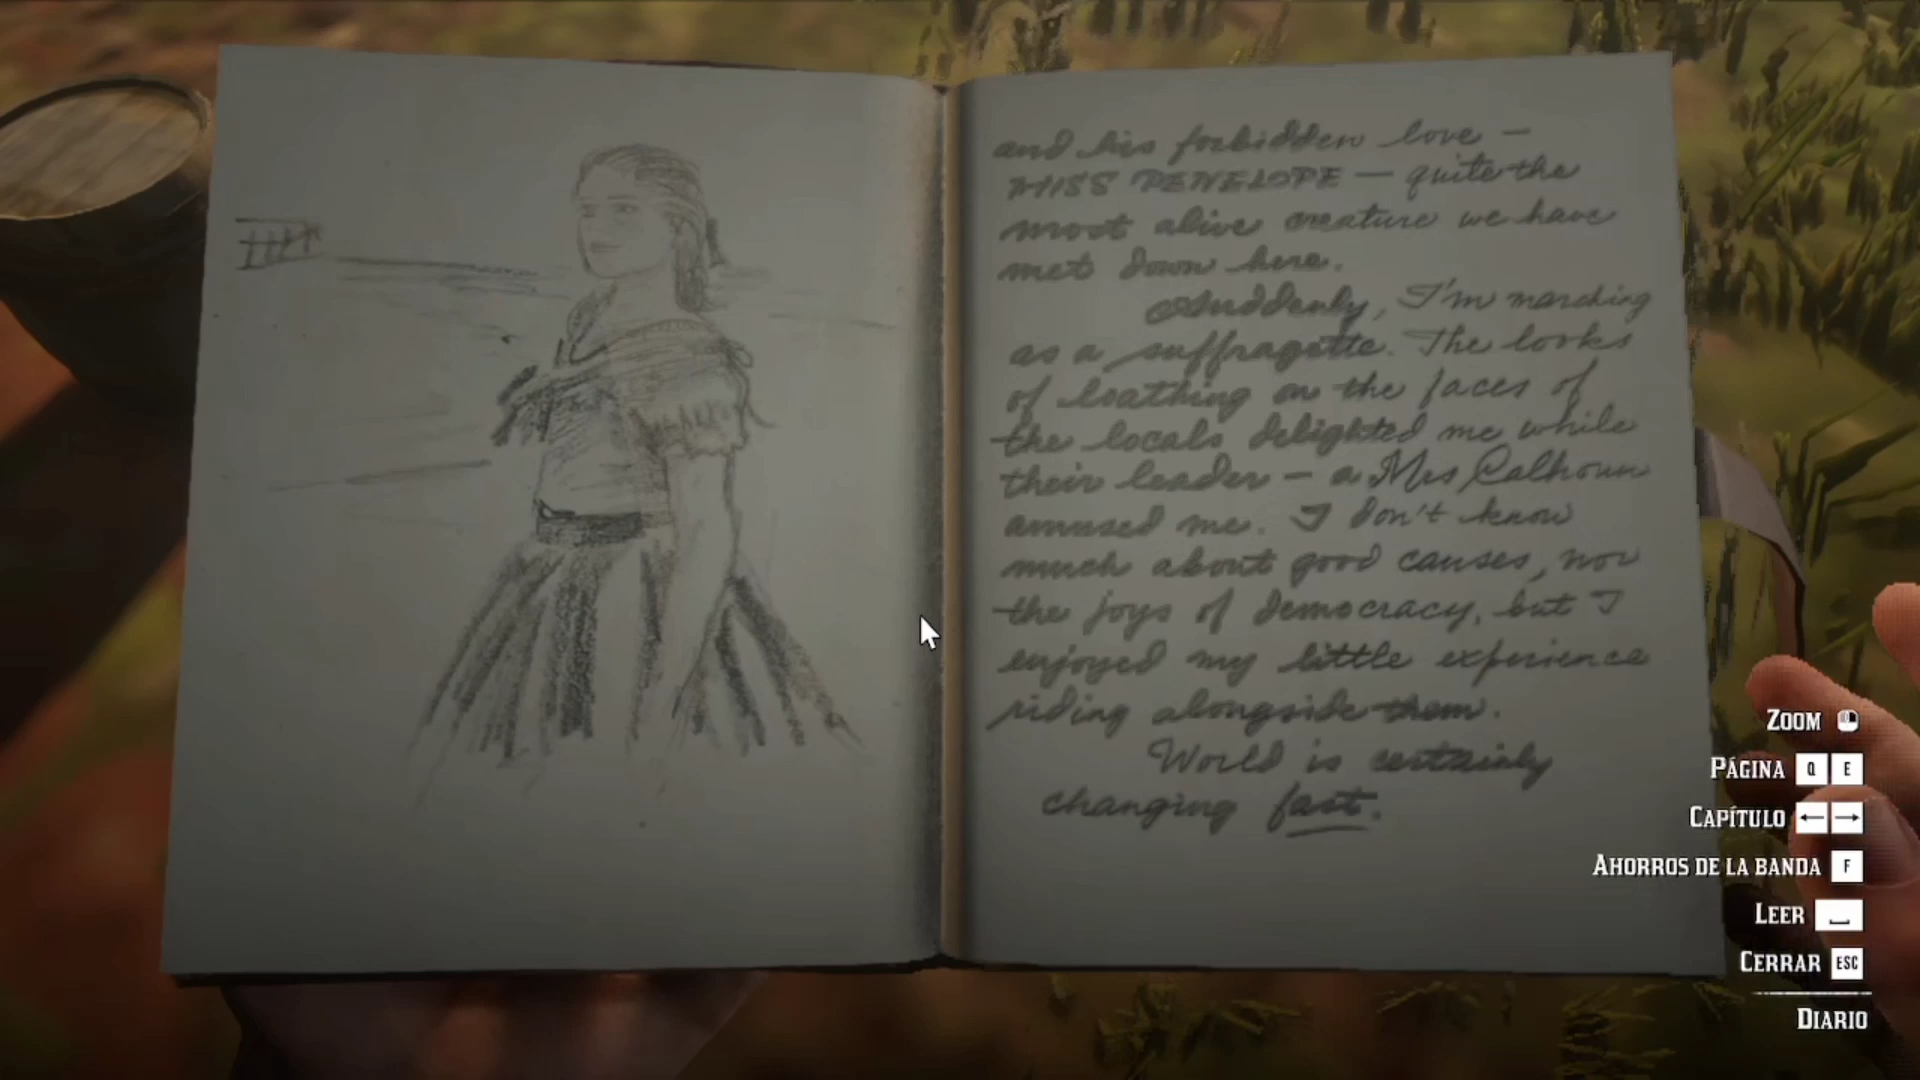 and his forbidden love —
MISS PENELOPE — quite the
most alive creature we have
met down here.
Suddenly, I'm marching
as a suffragette. The looks
of loathing on the faces of
the locals delighted me while
their leader — a Mrs Calhoun
amused me. I don't know
much about good causes, nor
the joys of democracy, but I
enjoyed my little experience
riding alongside them.
World is certainly
changing fast.
ZOOM
PÁGINA Q E
CAPÍTULO ← →
AHORROS DE LA BANDA F
LEER
CERRAR ESC
DIARIO